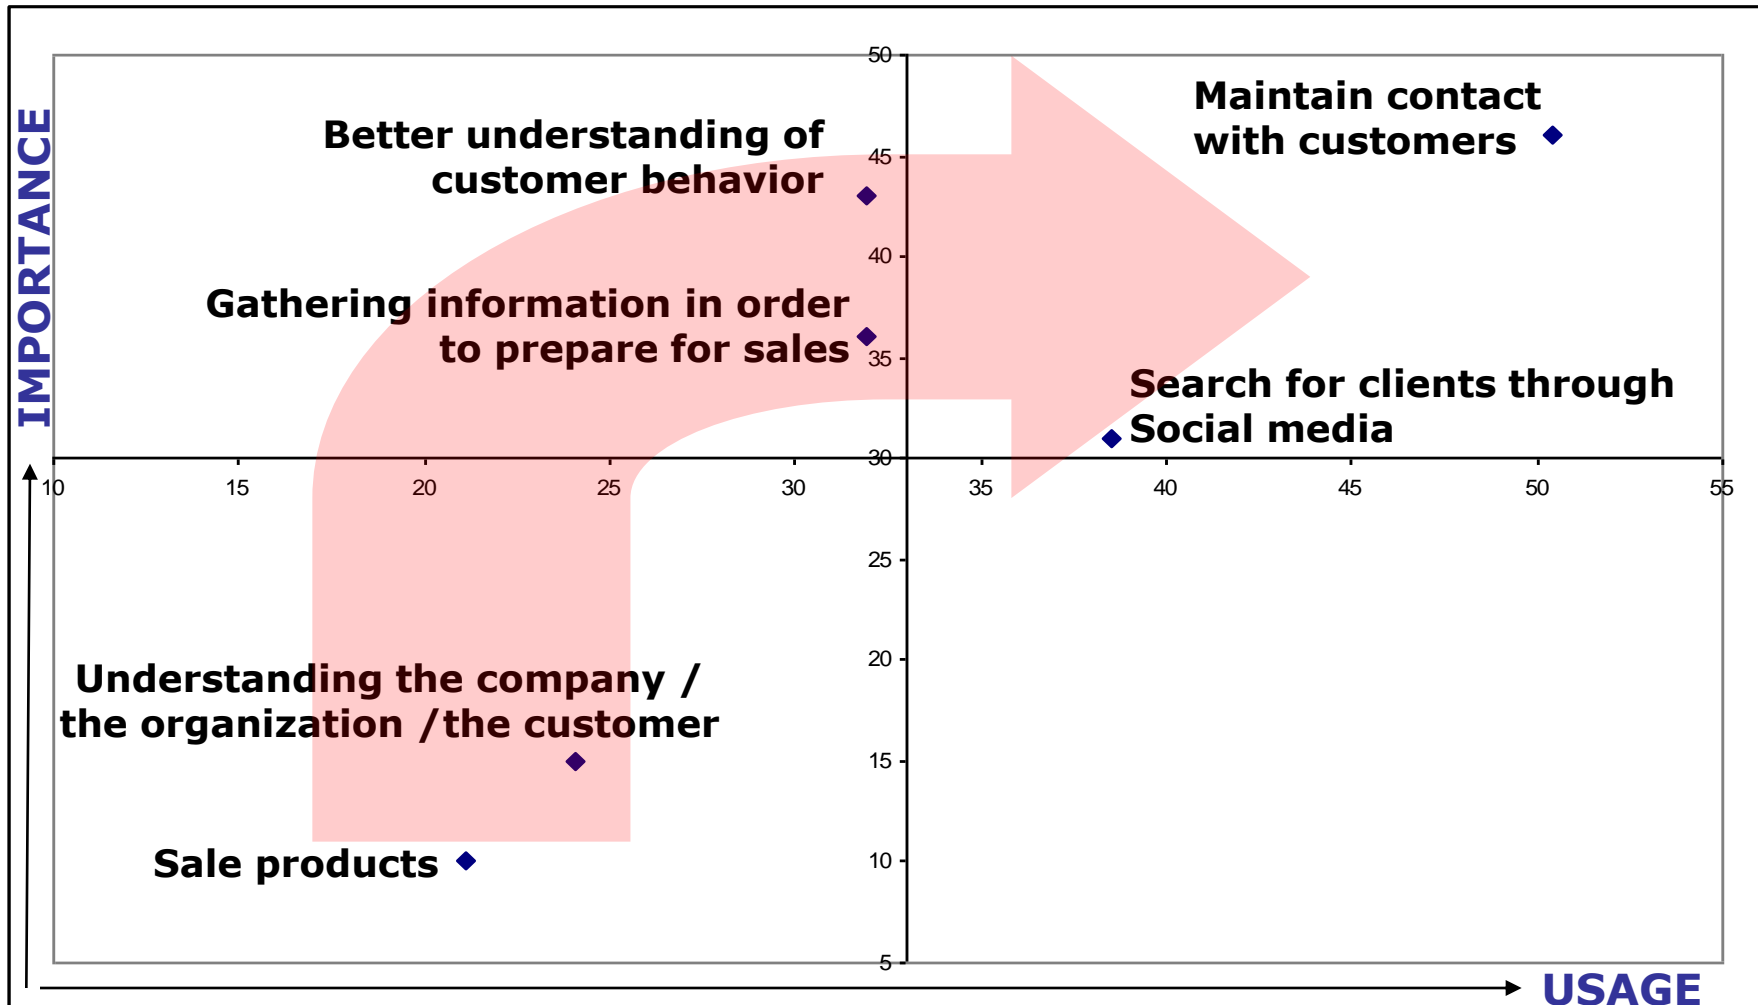 50
Maintain contact
with customers
Better understanding of
customer behavior
45
IMPORTANCE
40
Gathering information in order
to prepare for sales
35
Search for clients through
Social media
30
10 15 20 25 30 35 40 45 50 55
25
20
Understanding the company /
the organization /the customer
15
Sale products
10
5
USAGE